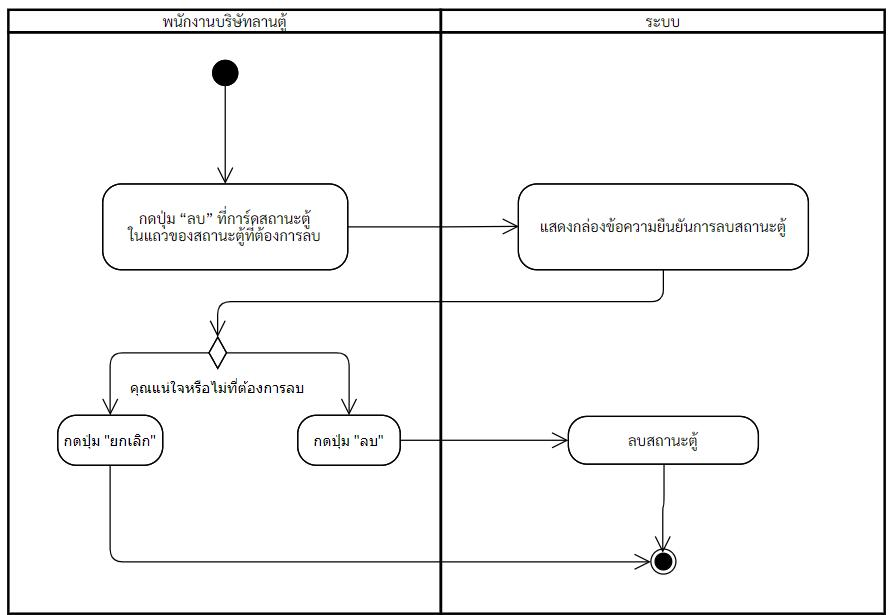 พนักงานบริษัทลานตู้
ระบบ
กดปุ่ม “ลบ” ที่การ์ดสถานะตู้
ในแถวของสถานะตู้ที่ต้องการลบ
แสดงกล่องข้อความยืนยันการลบสถานะตู้
คุณแน่ใจหรือไม่ที่ต้องการลบ
กดปุ่ม "ยกเลิก"
กดปุ่ม "ลบ"
ลบสถานะตู้